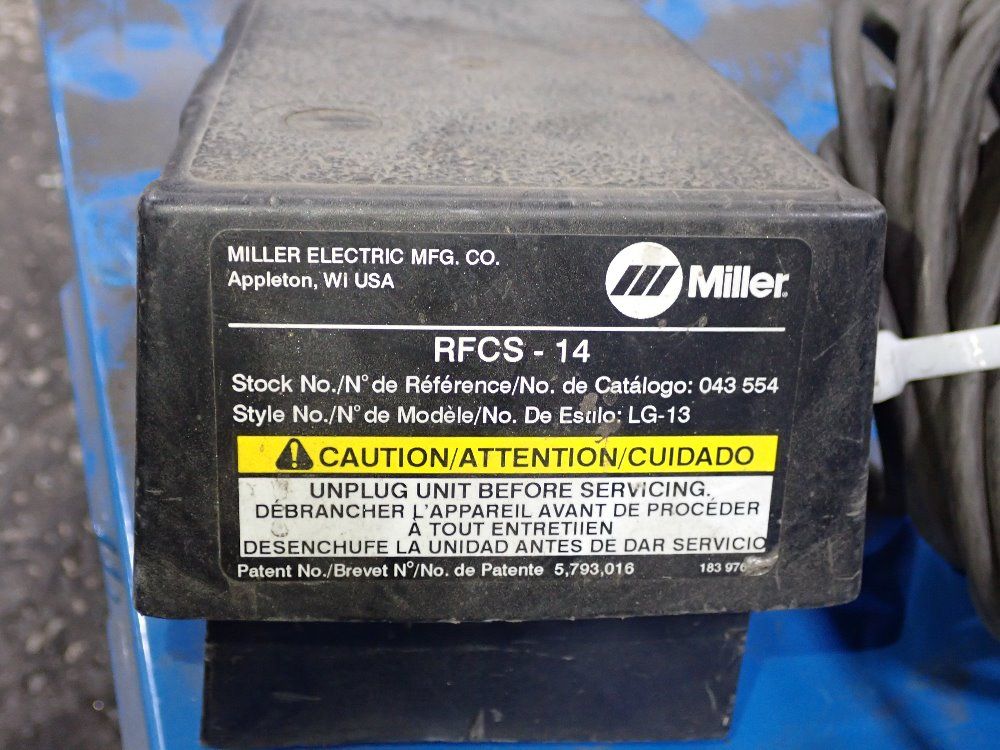 MILLER ELECTRIC MFG. CO.
Appleton, WI USA
Miller®
RFCS - 14
Stock No./N° de Référence/No. de Catálogo: 043 554
Style No./N° de Modèle/No. De Estilo: LG-13
CAUTION/ATTENTION/CUIDADO
UNPLUG UNIT BEFORE SERVICING.
DÉBRANCHER L'APPAREIL AVANT DE PROCÉDER
À TOUT ENTRETIIEN
DESENCHUFE LA UNIDAD ANTES DE DAR SERVICIO
Patent No./Brevet N°/No. de Patente 5,793,016
183 976